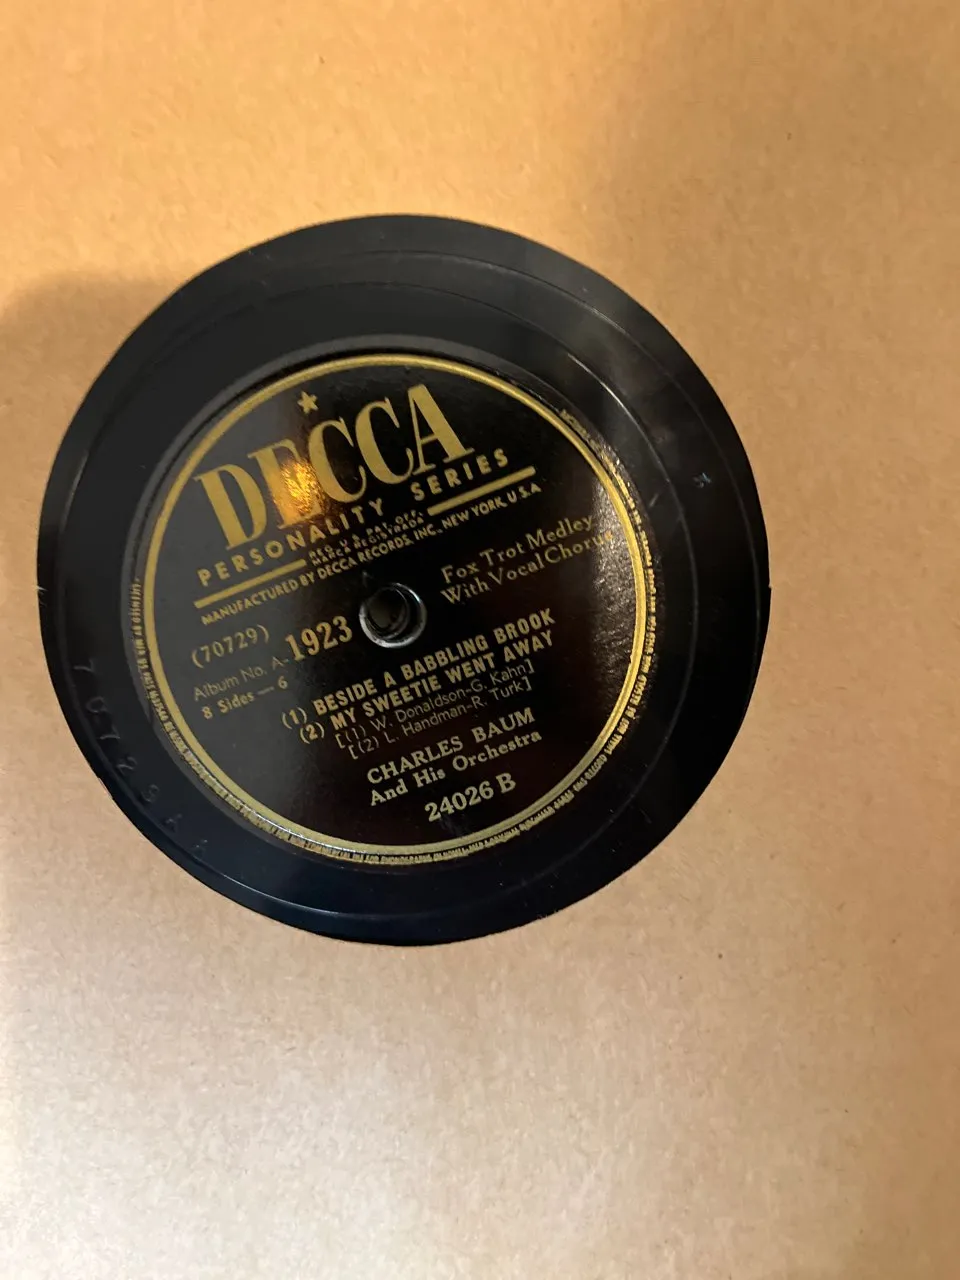 DECCA
PERSONALITY SERIES
REG. U.S. PAT. OFF.
MARCA REGISTRADA
MANUFACTURED BY DECCA RECORDS, INC., NEW YORK, U.S.A
Fox Trot Medley
With Vocal Chorus
(70729)
Album No. A-
1923
8 Sides — 6
(1) BESIDE A BABBLING BROOK
(2) MY SWEETIE WENT AWAY
[(1) W. Donaldson-G. Kahn]
[(2) L. Handman-R. Turk]
CHARLES BAUM
And His Orchestra
24026 B
70729 A